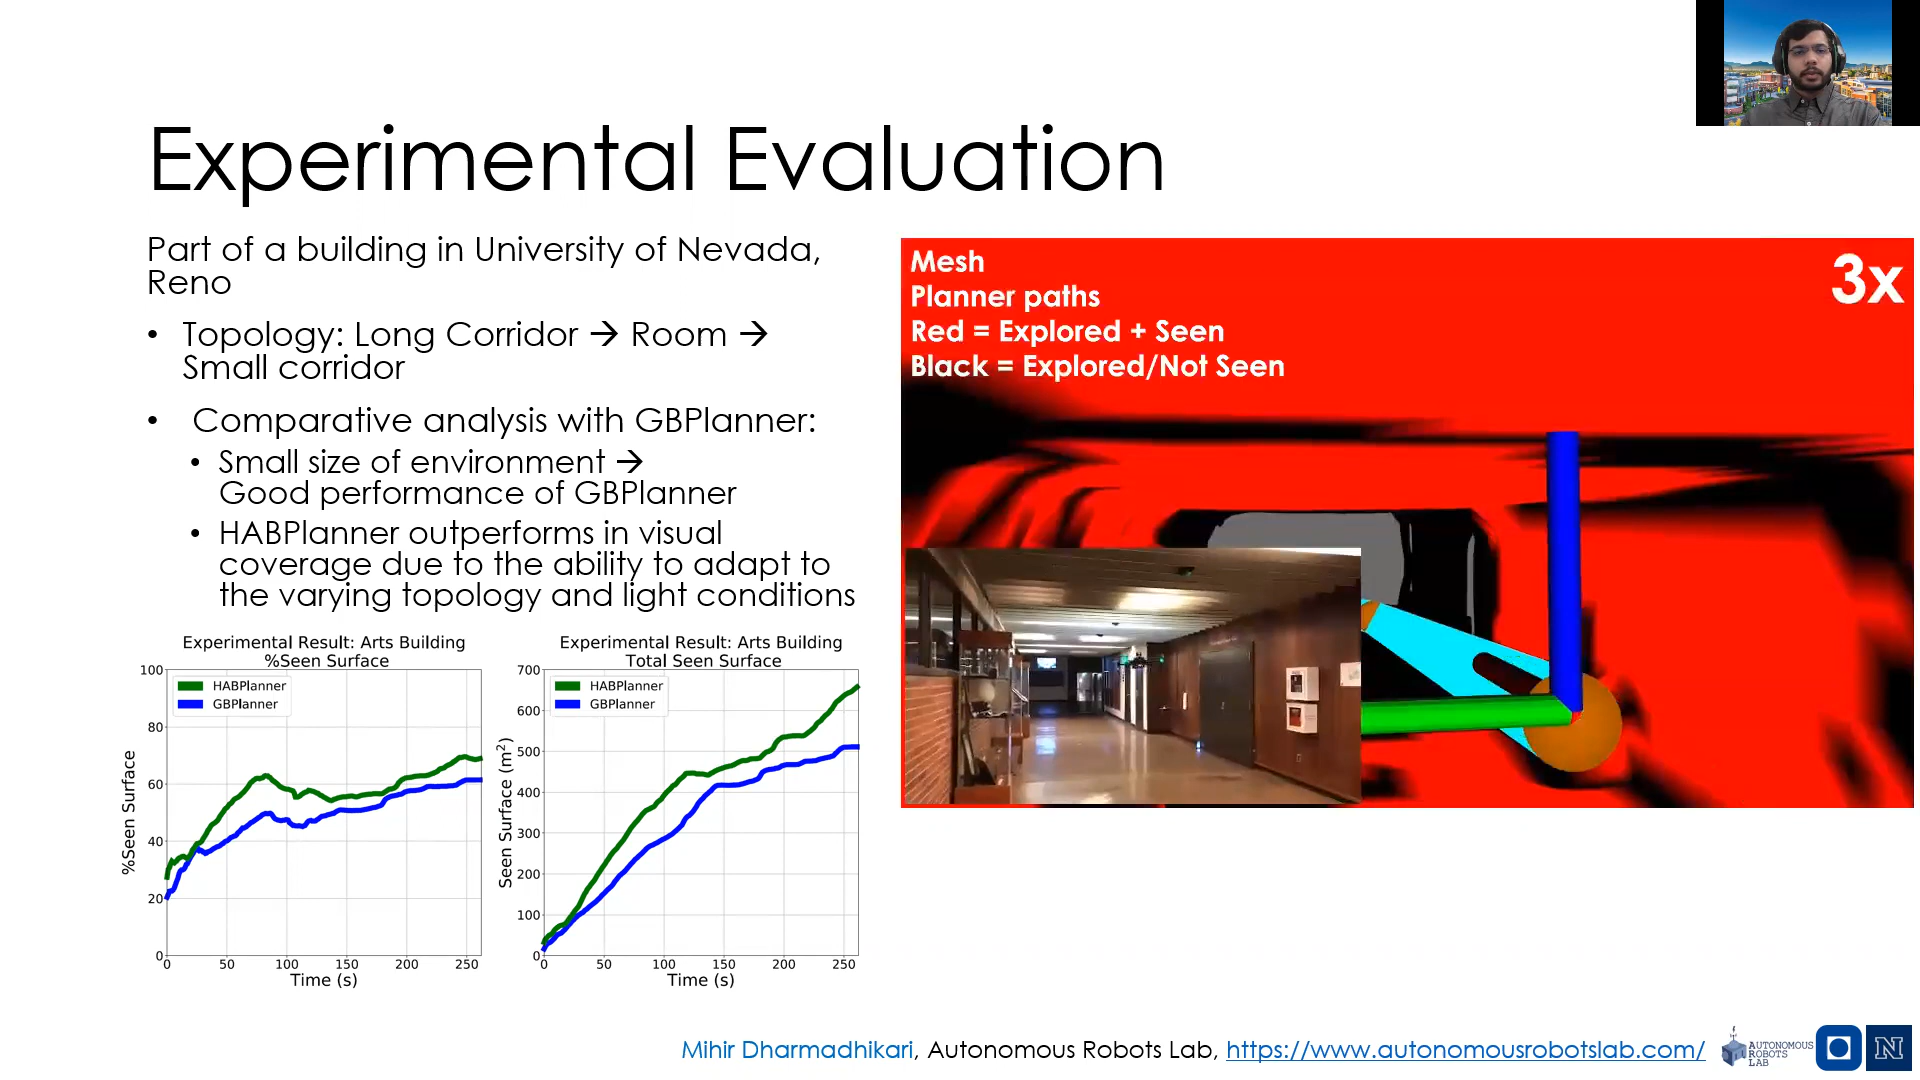 Experimental Evaluation
Part of a building in University of Nevada,
Reno
• Topology: Long Corridor → Room →
Small corridor
• Comparative analysis with GBPlanner:
• Small size of environment →
Good performance of GBPlanner
• HABPlanner outperforms in visual
coverage due to the ability to adapt to
the varying topology and light conditions
Mesh
Planner paths
Red = Explored + Seen
Black = Explored/Not Seen
3x
Experimental Result: Arts Building
%Seen Surface
HABPlanner
GBPlanner
%Seen Surface
100
80
60
40
20
0
0 50 100 150 200 250
Time (s)
Experimental Result: Arts Building
Total Seen Surface
HABPlanner
GBPlanner
Seen Surface (m²)
700
600
500
400
300
200
100
0
0 50 100 150 200 250
Time (s)
Mihir Dharmadhikari, Autonomous Robots Lab, https://www.autonomousrobotslab.com/
AUTONOMOUS
ROBOTS
LAB
N